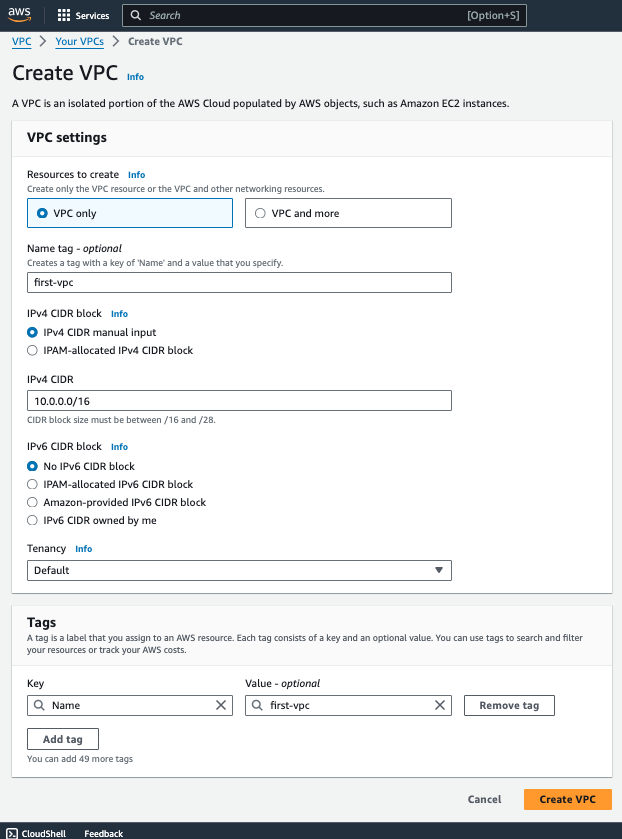 aws Services Search [Option+S]
VPC > Your VPCs > Create VPC
Create VPC Info
A VPC is an isolated portion of the AWS Cloud populated by AWS objects, such as Amazon EC2 instances.
VPC settings
Resources to create Info
Create only the VPC resource or the VPC and other networking resources.
VPC only VPC and more
Name tag - optional
Creates a tag with a key of 'Name' and a value that you specify.
first-vpc
IPv4 CIDR block Info
IPv4 CIDR manual input
IPAM-allocated IPv4 CIDR block
IPv4 CIDR
10.0.0.0/16
CIDR block size must be between /16 and /28.
IPv6 CIDR block Info
No IPv6 CIDR block
IPAM-allocated IPv6 CIDR block
Amazon-provided IPv6 CIDR block
IPv6 CIDR owned by me
Tenancy Info
Default
Tags
A tag is a label that you assign to an AWS resource. Each tag consists of a key and an optional value. You can use tags to search and filter
your resources or track your AWS costs.
Key Value - optional
Name first-vpc Remove tag
Add tag
You can add 49 more tags
Cancel Create VPC
CloudShell Feedback